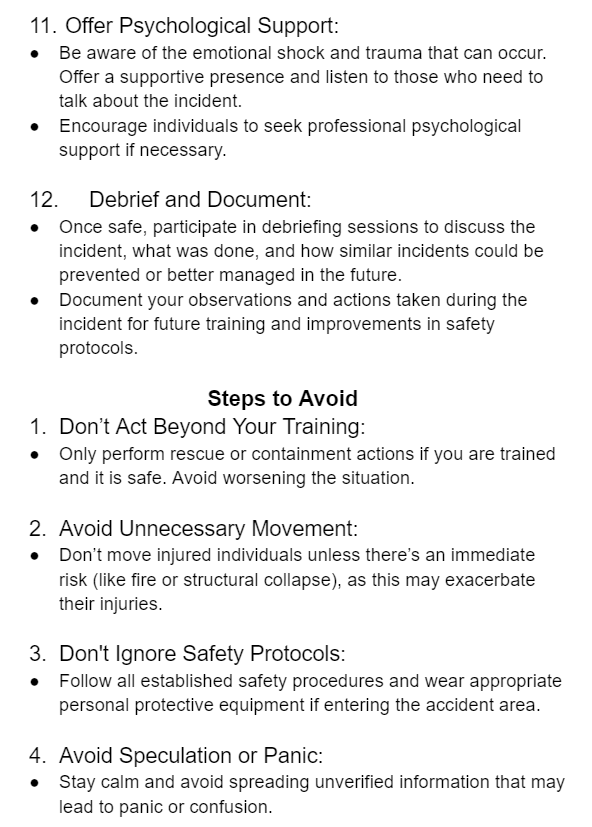 11. Offer Psychological Support:
● Be aware of the emotional shock and trauma that can occur.
Offer a supportive presence and listen to those who need to
talk about the incident.
● Encourage individuals to seek professional psychological
support if necessary.
12. Debrief and Document:
● Once safe, participate in debriefing sessions to discuss the
incident, what was done, and how similar incidents could be
prevented or better managed in the future.
● Document your observations and actions taken during the
incident for future training and improvements in safety
protocols.
Steps to Avoid
1. Don’t Act Beyond Your Training:
● Only perform rescue or containment actions if you are trained
and it is safe. Avoid worsening the situation.
2. Avoid Unnecessary Movement:
● Don’t move injured individuals unless there’s an immediate
risk (like fire or structural collapse), as this may exacerbate
their injuries.
3. Don't Ignore Safety Protocols:
● Follow all established safety procedures and wear appropriate
personal protective equipment if entering the accident area.
4. Avoid Speculation or Panic:
● Stay calm and avoid spreading unverified information that may
lead to panic or confusion.